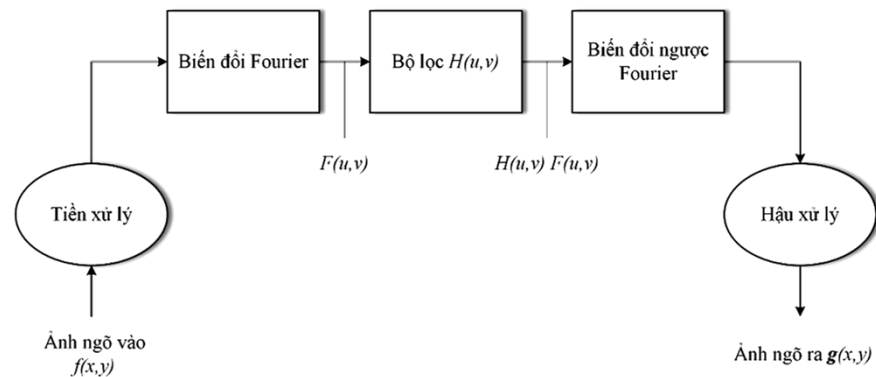 Biến đổi Fourier
Bộ lọc H(u,v)
Biến đổi ngược
Fourier
F(u,v)
H(u,v) F(u,v)
Tiền xử lý
Hậu xử lý
Ảnh ngõ vào
f(x,y)
Ảnh ngõ ra g(x,y)